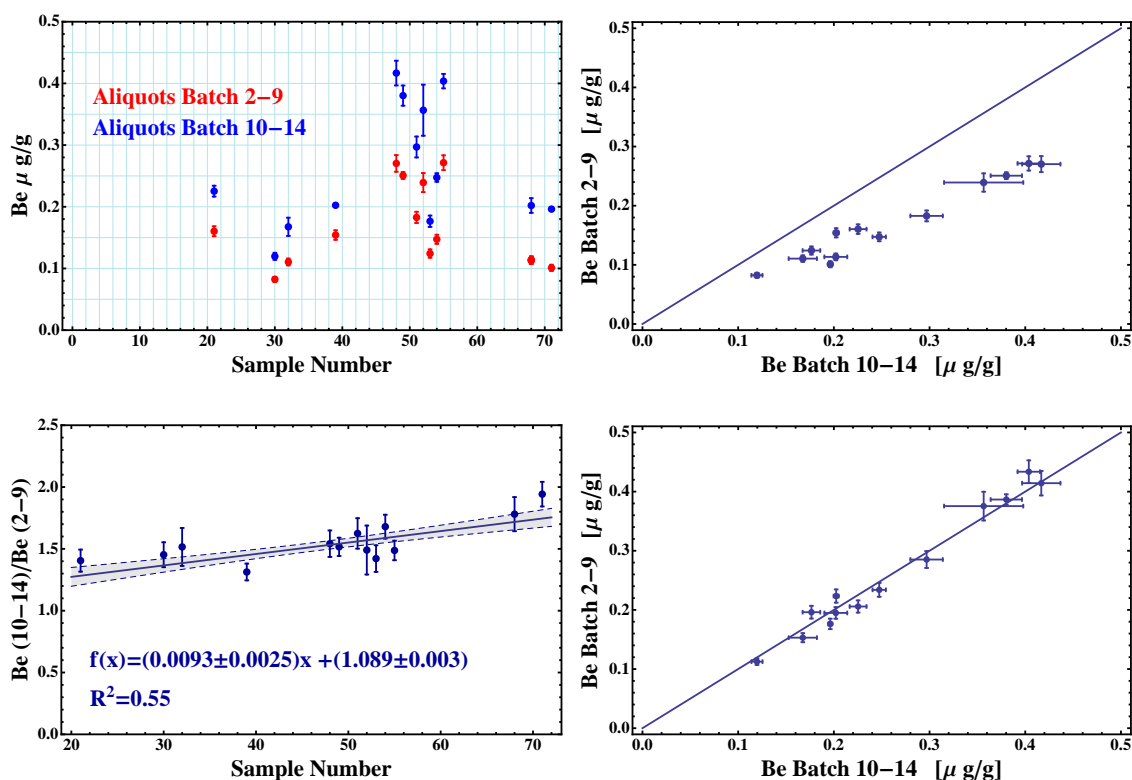 0.5
0.4
0.3
0.2
0.1
0.0
Be μ g/g
Aliquots Batch 2−9
Aliquots Batch 10−14
0 10 20 30 40 50 60 70
Sample Number
0.5
0.4
0.3
0.2
0.1
0.0
Be Batch 2−9 [μ g/g]
0.0 0.1 0.2 0.3 0.4 0.5
Be Batch 10−14 [μ g/g]
2.5
2.0
1.5
1.0
0.5
0.0
Be (10−14)/Be (2−9)
f(x)=(0.0093±0.0025)x +(1.089±0.003)
R²=0.55
20 30 40 50 60 70
Sample Number
0.5
0.4
0.3
0.2
0.1
0.0
Be Batch 2−9 [μ g/g]
0.0 0.1 0.2 0.3 0.4 0.5
Be Batch 10−14 [μ g/g]